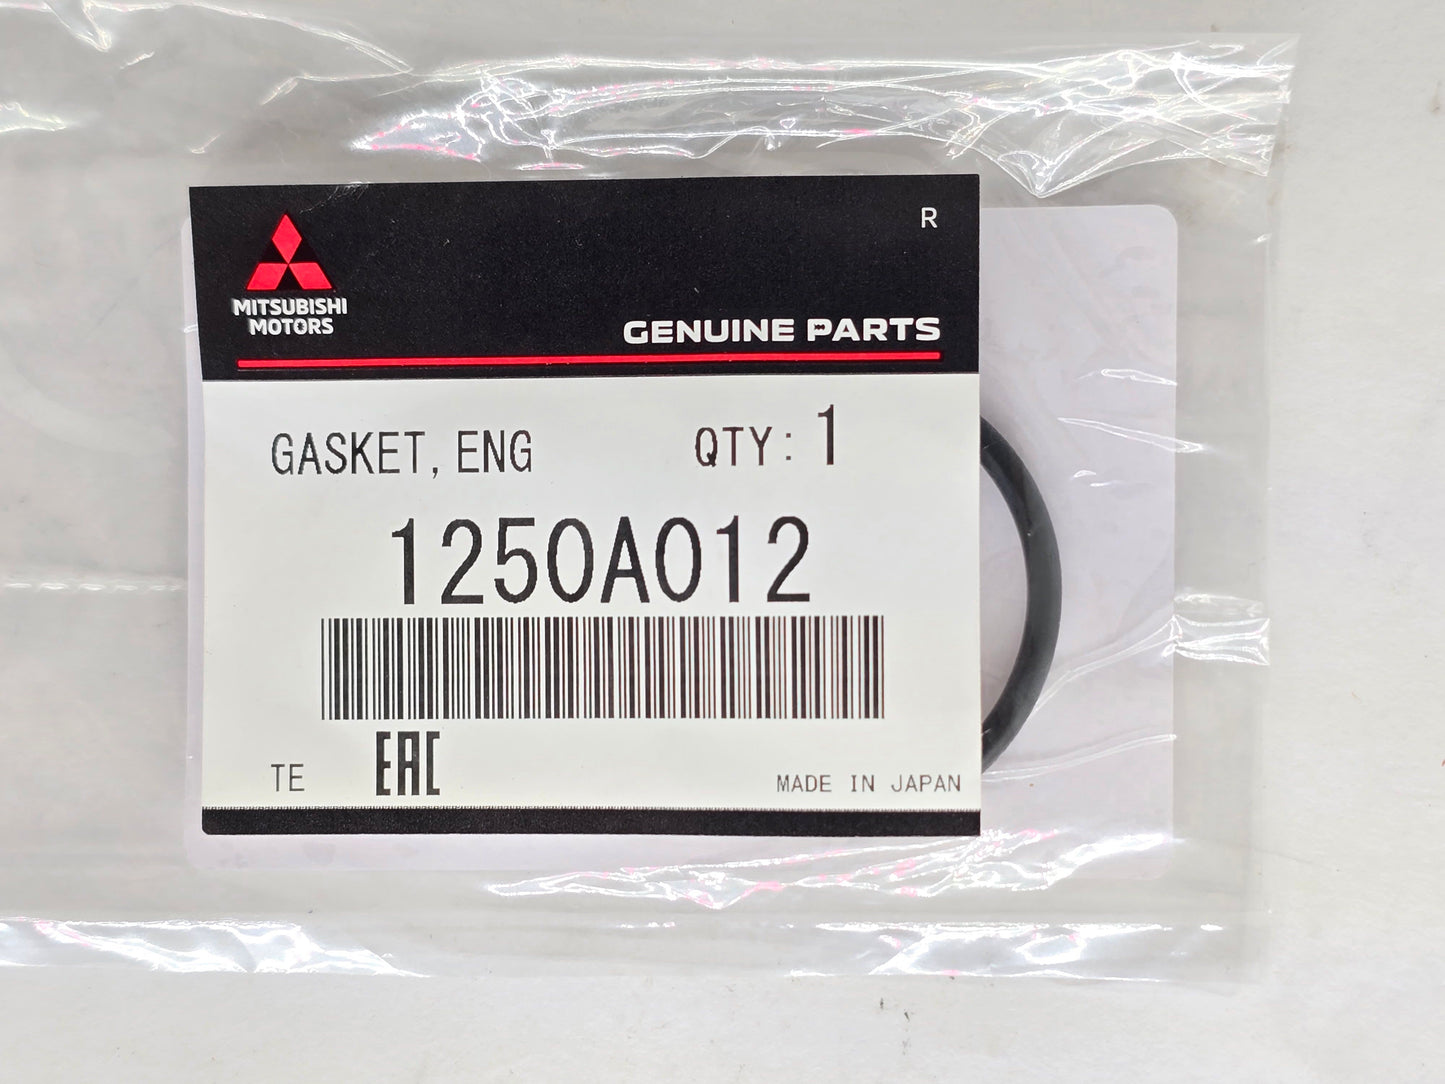 R
MITSUBISHI
MOTORS
GENUINE PARTS
GASKET, ENG QTY: 1
1250A012
TE EAC MADE IN JAPAN